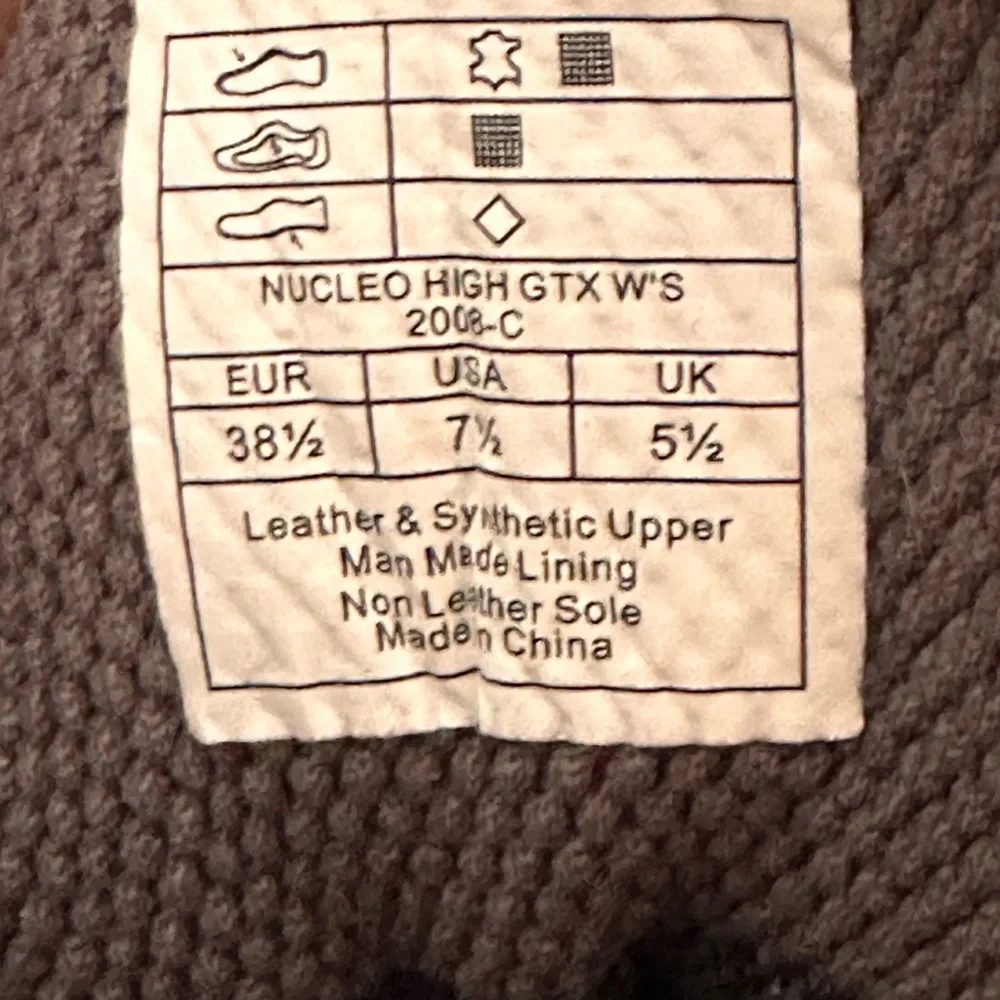 NUCLEO HIGH GTX W'S
2008-C
EUR USA UK
38½ 7½ 5½
Leather & Synthetic Upper
Man Made Lining
Non Leather Sole
Made in China